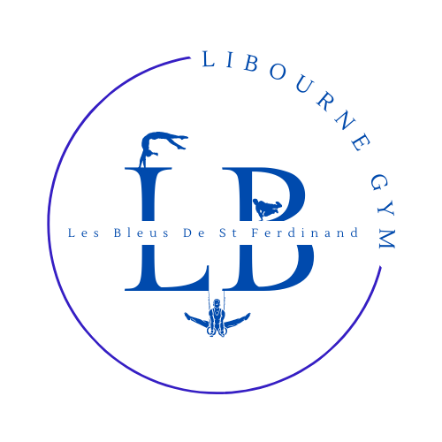 LIBOURNE GYM
LB
Les Bleus De St Ferdinand